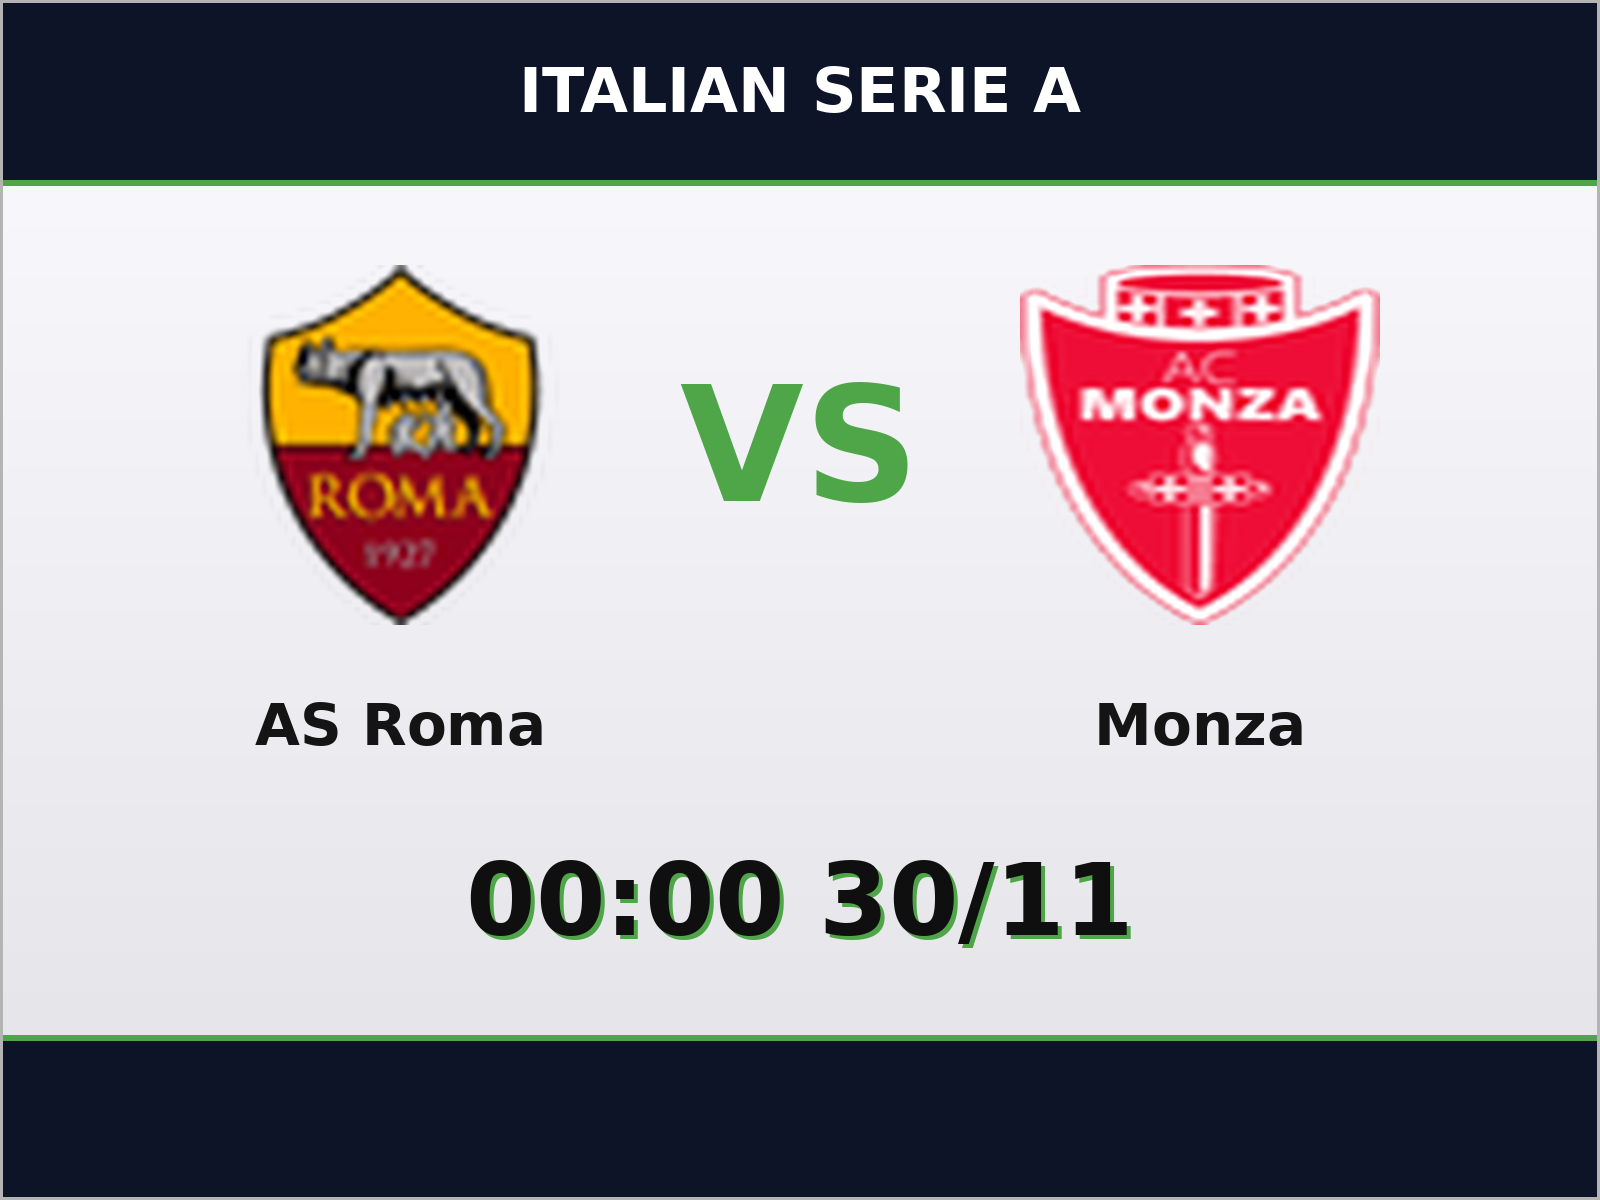 ITALIAN SERIE A
ROMA
1927
VS
AC
MONZA
AS Roma
Monza
00:00 30/11